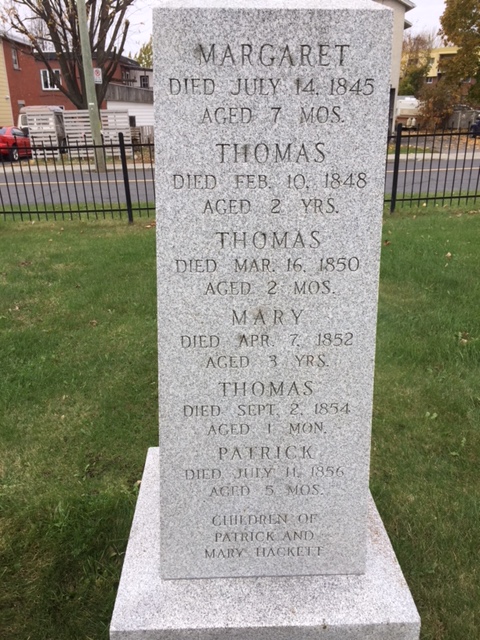 MARGARET
DIED JULY 14, 1845
AGED 7 MOS.
THOMAS
DIED FEB. 10, 1848
AGED 2 YRS.
THOMAS
DIED MAR. 16, 1850
AGED 2 MOS.
MARY
DIED APR. 7, 1852
AGED 3 YRS.
THOMAS
DIED SEPT. 2, 1854
AGED 1 MON.
PATRICK
DIED JULY 11, 1856
AGED 5 MOS.
CHILDREN OF
PATRICK AND
MARY HACKETT